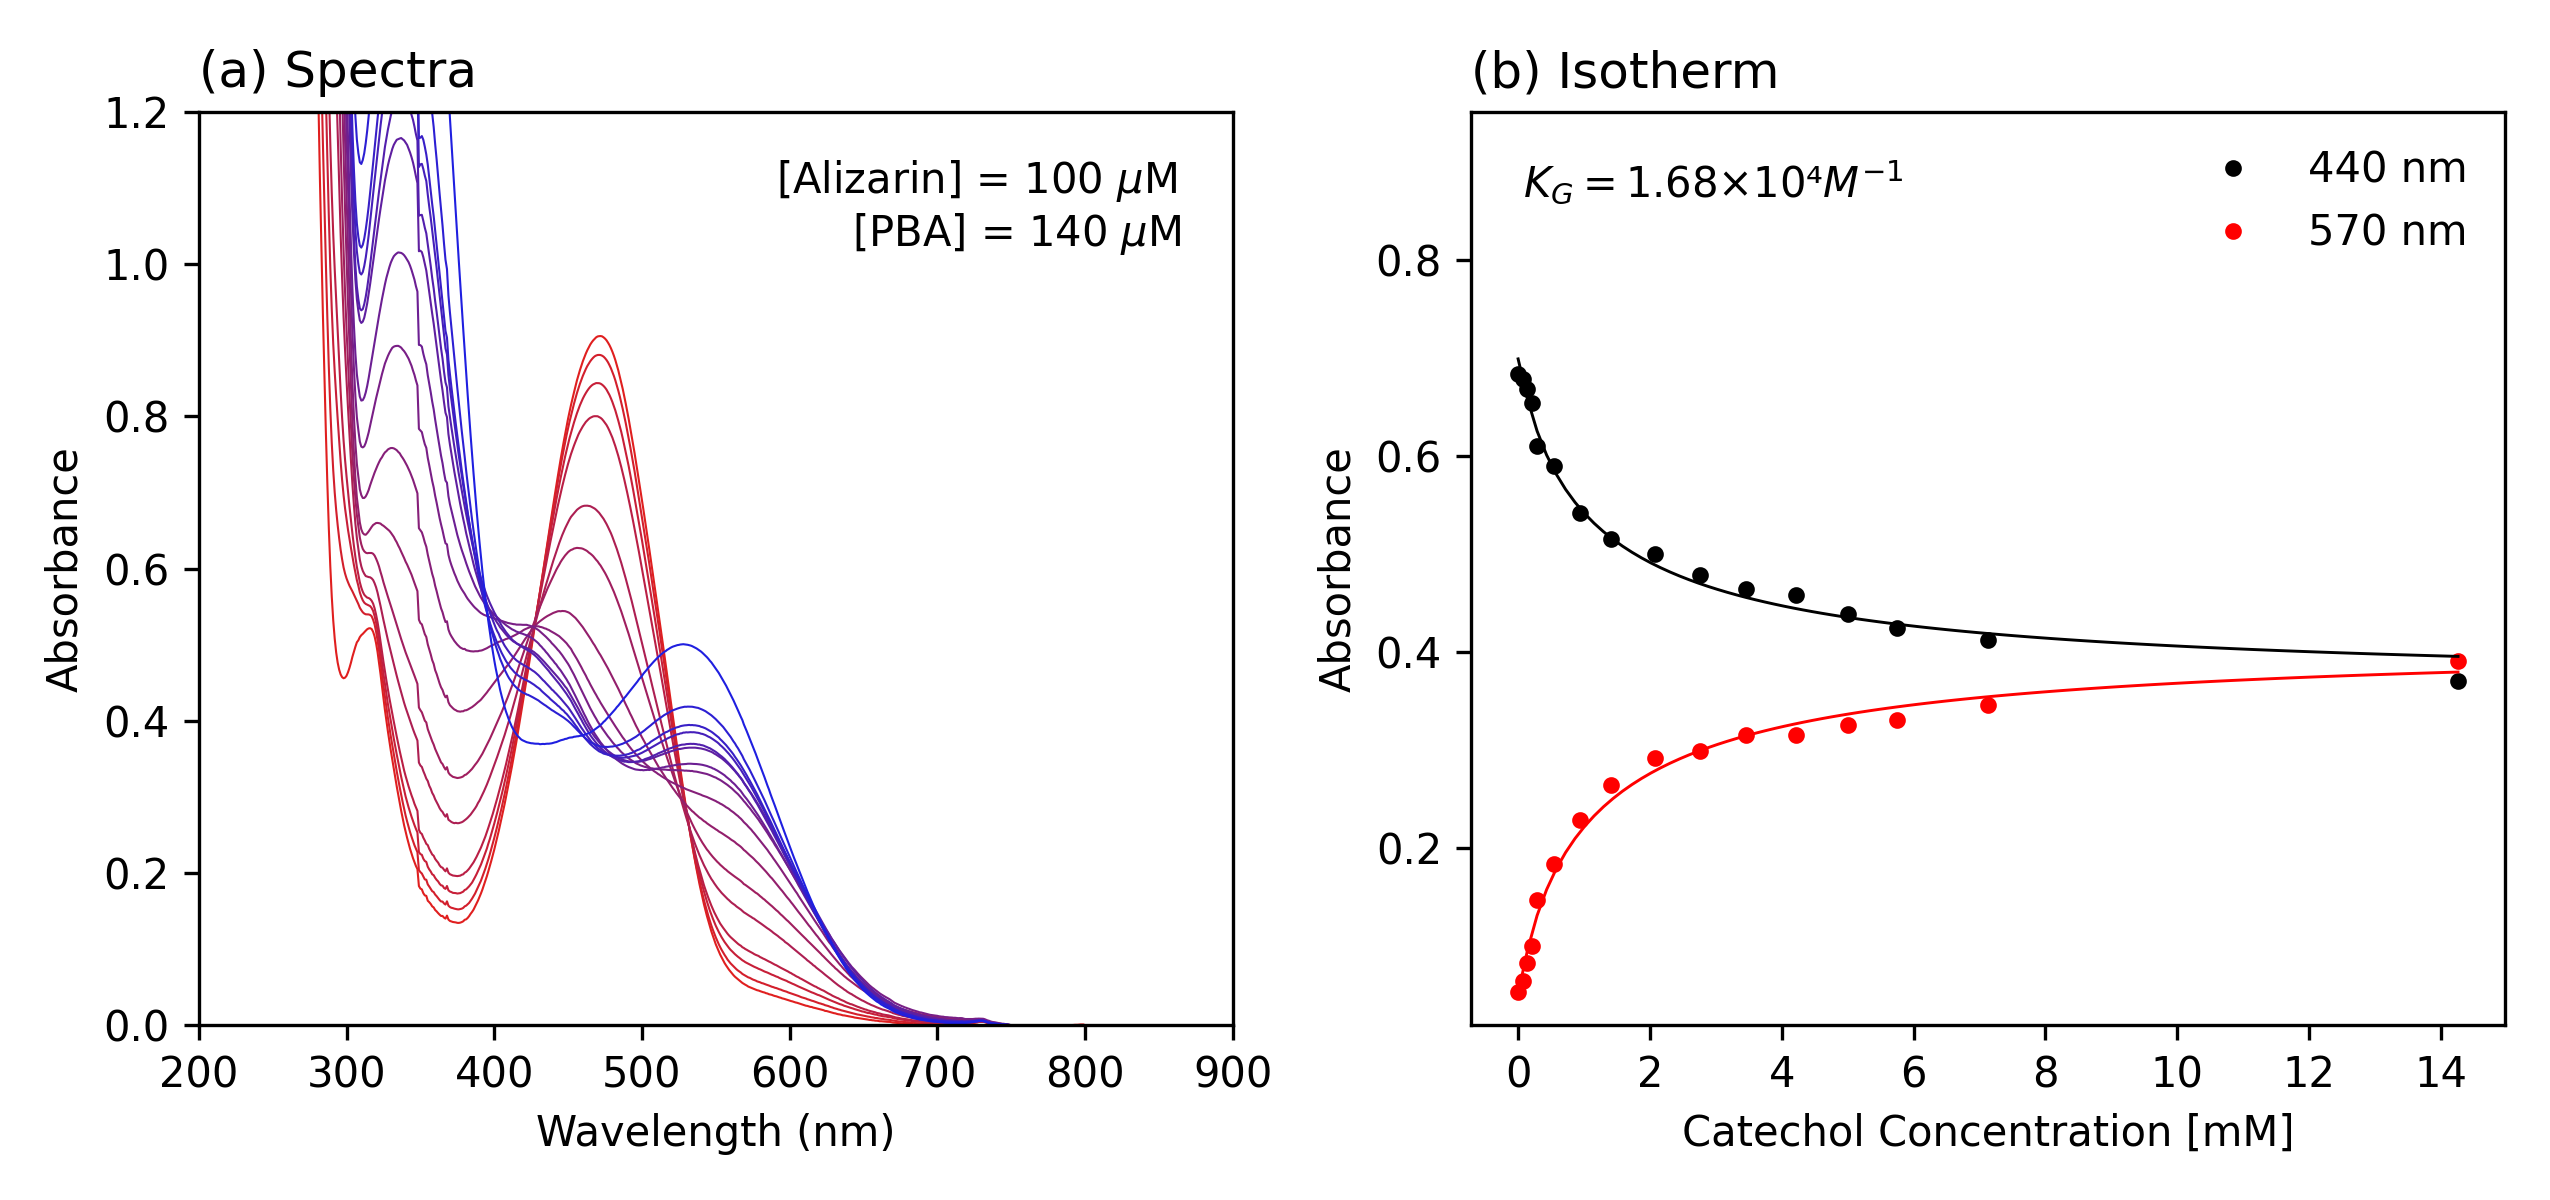 (a) Spectra
1.2
1.0
0.8
0.6
0.4
0.2
0.0
Absorbance
[Alizarin] = 100 μM
[PBA] = 140 μM
200 300 400 500 600 700 800 900
Wavelength (nm)
(b) Isotherm
K_G = 1.68×10⁴M⁻¹
440 nm
570 nm
0.8
0.6
0.4
0.2
Absorbance
0 2 4 6 8 10 12 14
Catechol Concentration [mM]